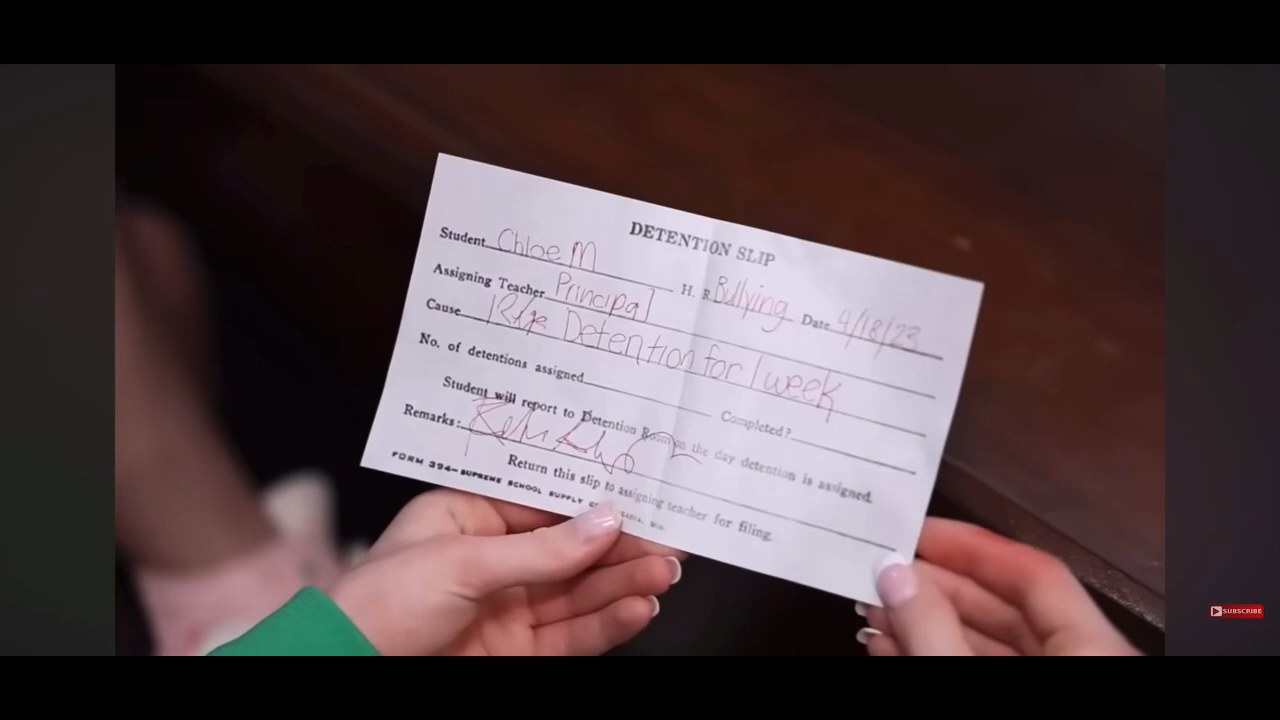 DETENTION SLIP
Student Chloe M H. R. Bullying Date 4/18/23
Assigning Teacher Principal
Cause Detention for 1 week
No. of detentions assigned Completed?
Student will report to Detention Room on the day detention is assigned.
Remarks:
Return this slip to assigning teacher for filing.
FORM 394—SUPREME SCHOOL SUPPLY
SUBSCRIBE